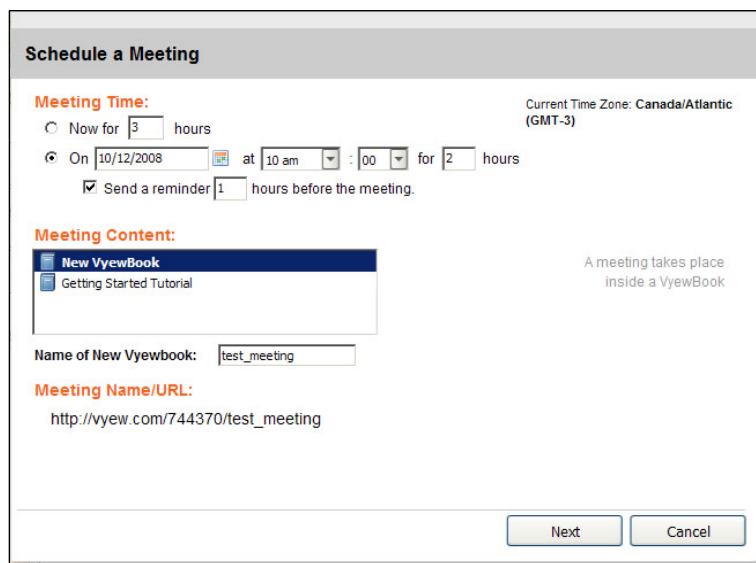 Schedule a Meeting
Meeting Time:
Current Time Zone: Canada/Atlantic
(GMT-3)
Now for 3 hours
On 10/12/2008 at 10 am : 00 for 2 hours
Send a reminder 1 hours before the meeting.
Meeting Content:
New VyewBook
Getting Started Tutorial
A meeting takes place
inside a VyewBook
Name of New Vyewbook: test_meeting
Meeting Name/URL:
http://vyew.com/744370/test_meeting
Next Cancel